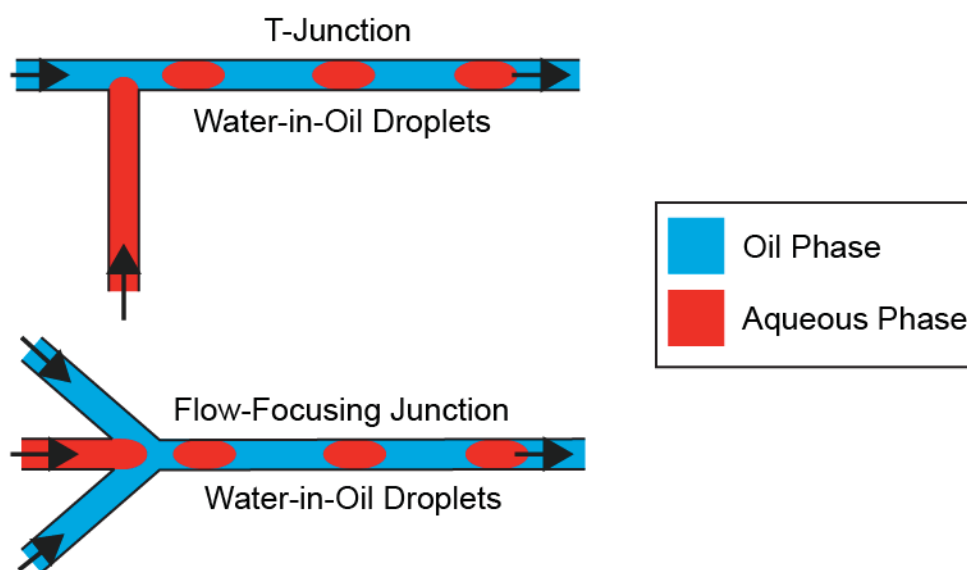 T-Junction
Water-in-Oil Droplets
Oil Phase
Aqueous Phase
Flow-Focusing Junction
Water-in-Oil Droplets